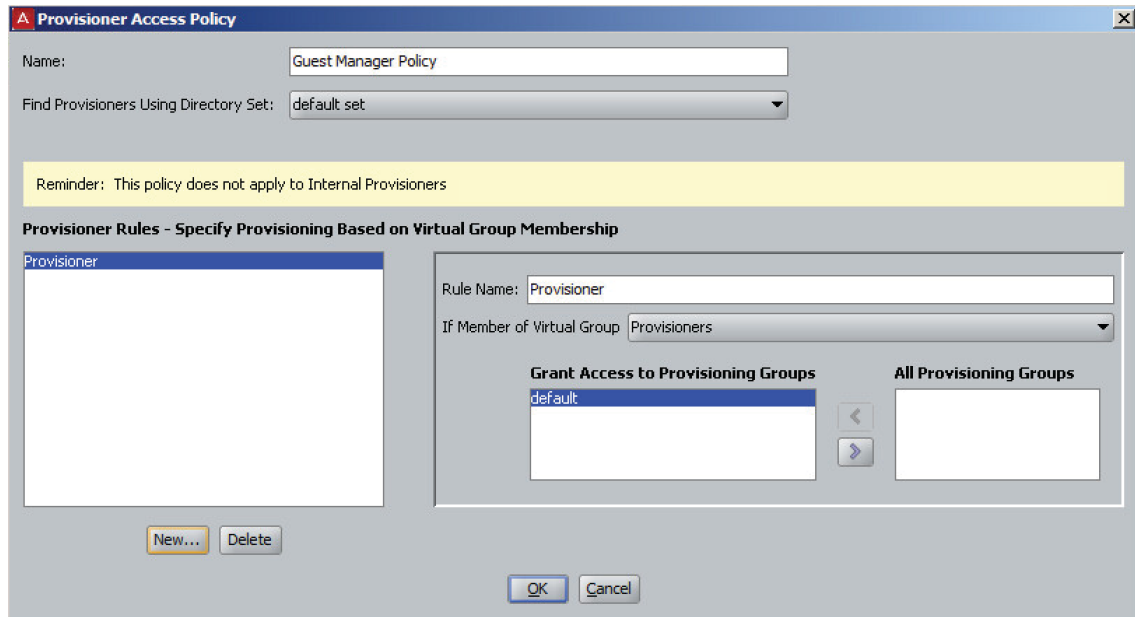 Provisioner Access Policy
Name: Guest Manager Policy
Find Provisioners Using Directory Set: default set
Reminder: This policy does not apply to Internal Provisioners
Provisioner Rules - Specify Provisioning Based on Virtual Group Membership
Provisioner
Rule Name: Provisioner
If Member of Virtual Group Provisioners
Grant Access to Provisioning Groups All Provisioning Groups
default
New... Delete
OK Cancel